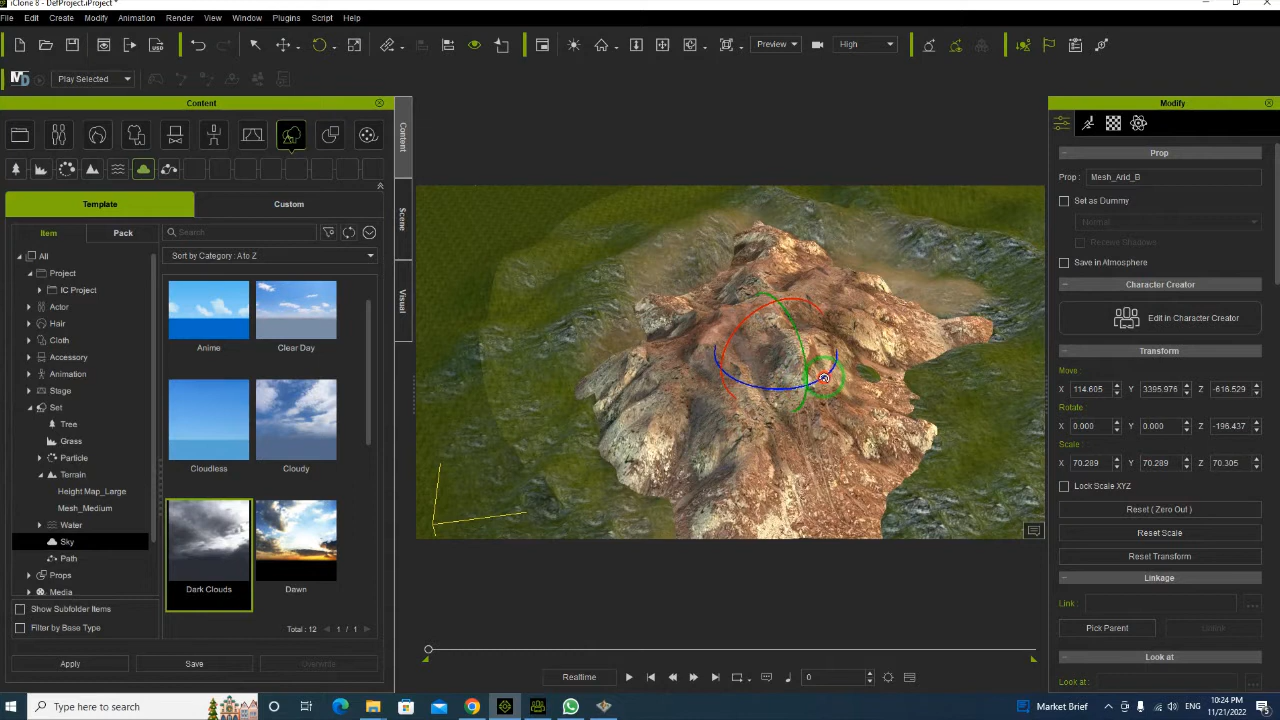 iClone 8 - DefProject.iProject *
File Edit Create Modify Animation Render View Window Plugins Script Help
Preview High
Play Selected
Content
Template Custom
Item Pack
Search
Sort by Category : A to Z
All
Project
IC Project
Actor
Hair
Cloth
Accessory
Animation
Stage
Set
Tree
Grass
Particle
Terrain
Height Map_Large
Mesh_Medium
Water
Sky
Path
Props
Media
Anime Clear Day
Cloudless Cloudy
Dark Clouds Dawn
Show Subfolder Items
Filter by Base Type
Total : 12 1 / 1
Apply Save Overwrite
Content
Scene
Visual
Realtime 0
Modify
Prop
Prop : Mesh_Arid_B
Set as Dummy
Normal
Receive Shadows
Save in Atmosphere
Character Creator
Edit in Character Creator
Transform
Move :
X 114.605 Y 3395.976 Z -616.529
Rotate :
X 0.000 Y 0.000 Z -196.437
Scale :
X 70.289 Y 70.289 Z 70.305
Lock Scale XYZ
Reset ( Zero Out )
Reset Scale
Reset Transform
Linkage
Link :
Pick Parent Unlink
Look at
Look at :
Type here to search
Market Brief
ENG
10:24 PM
11/21/2022